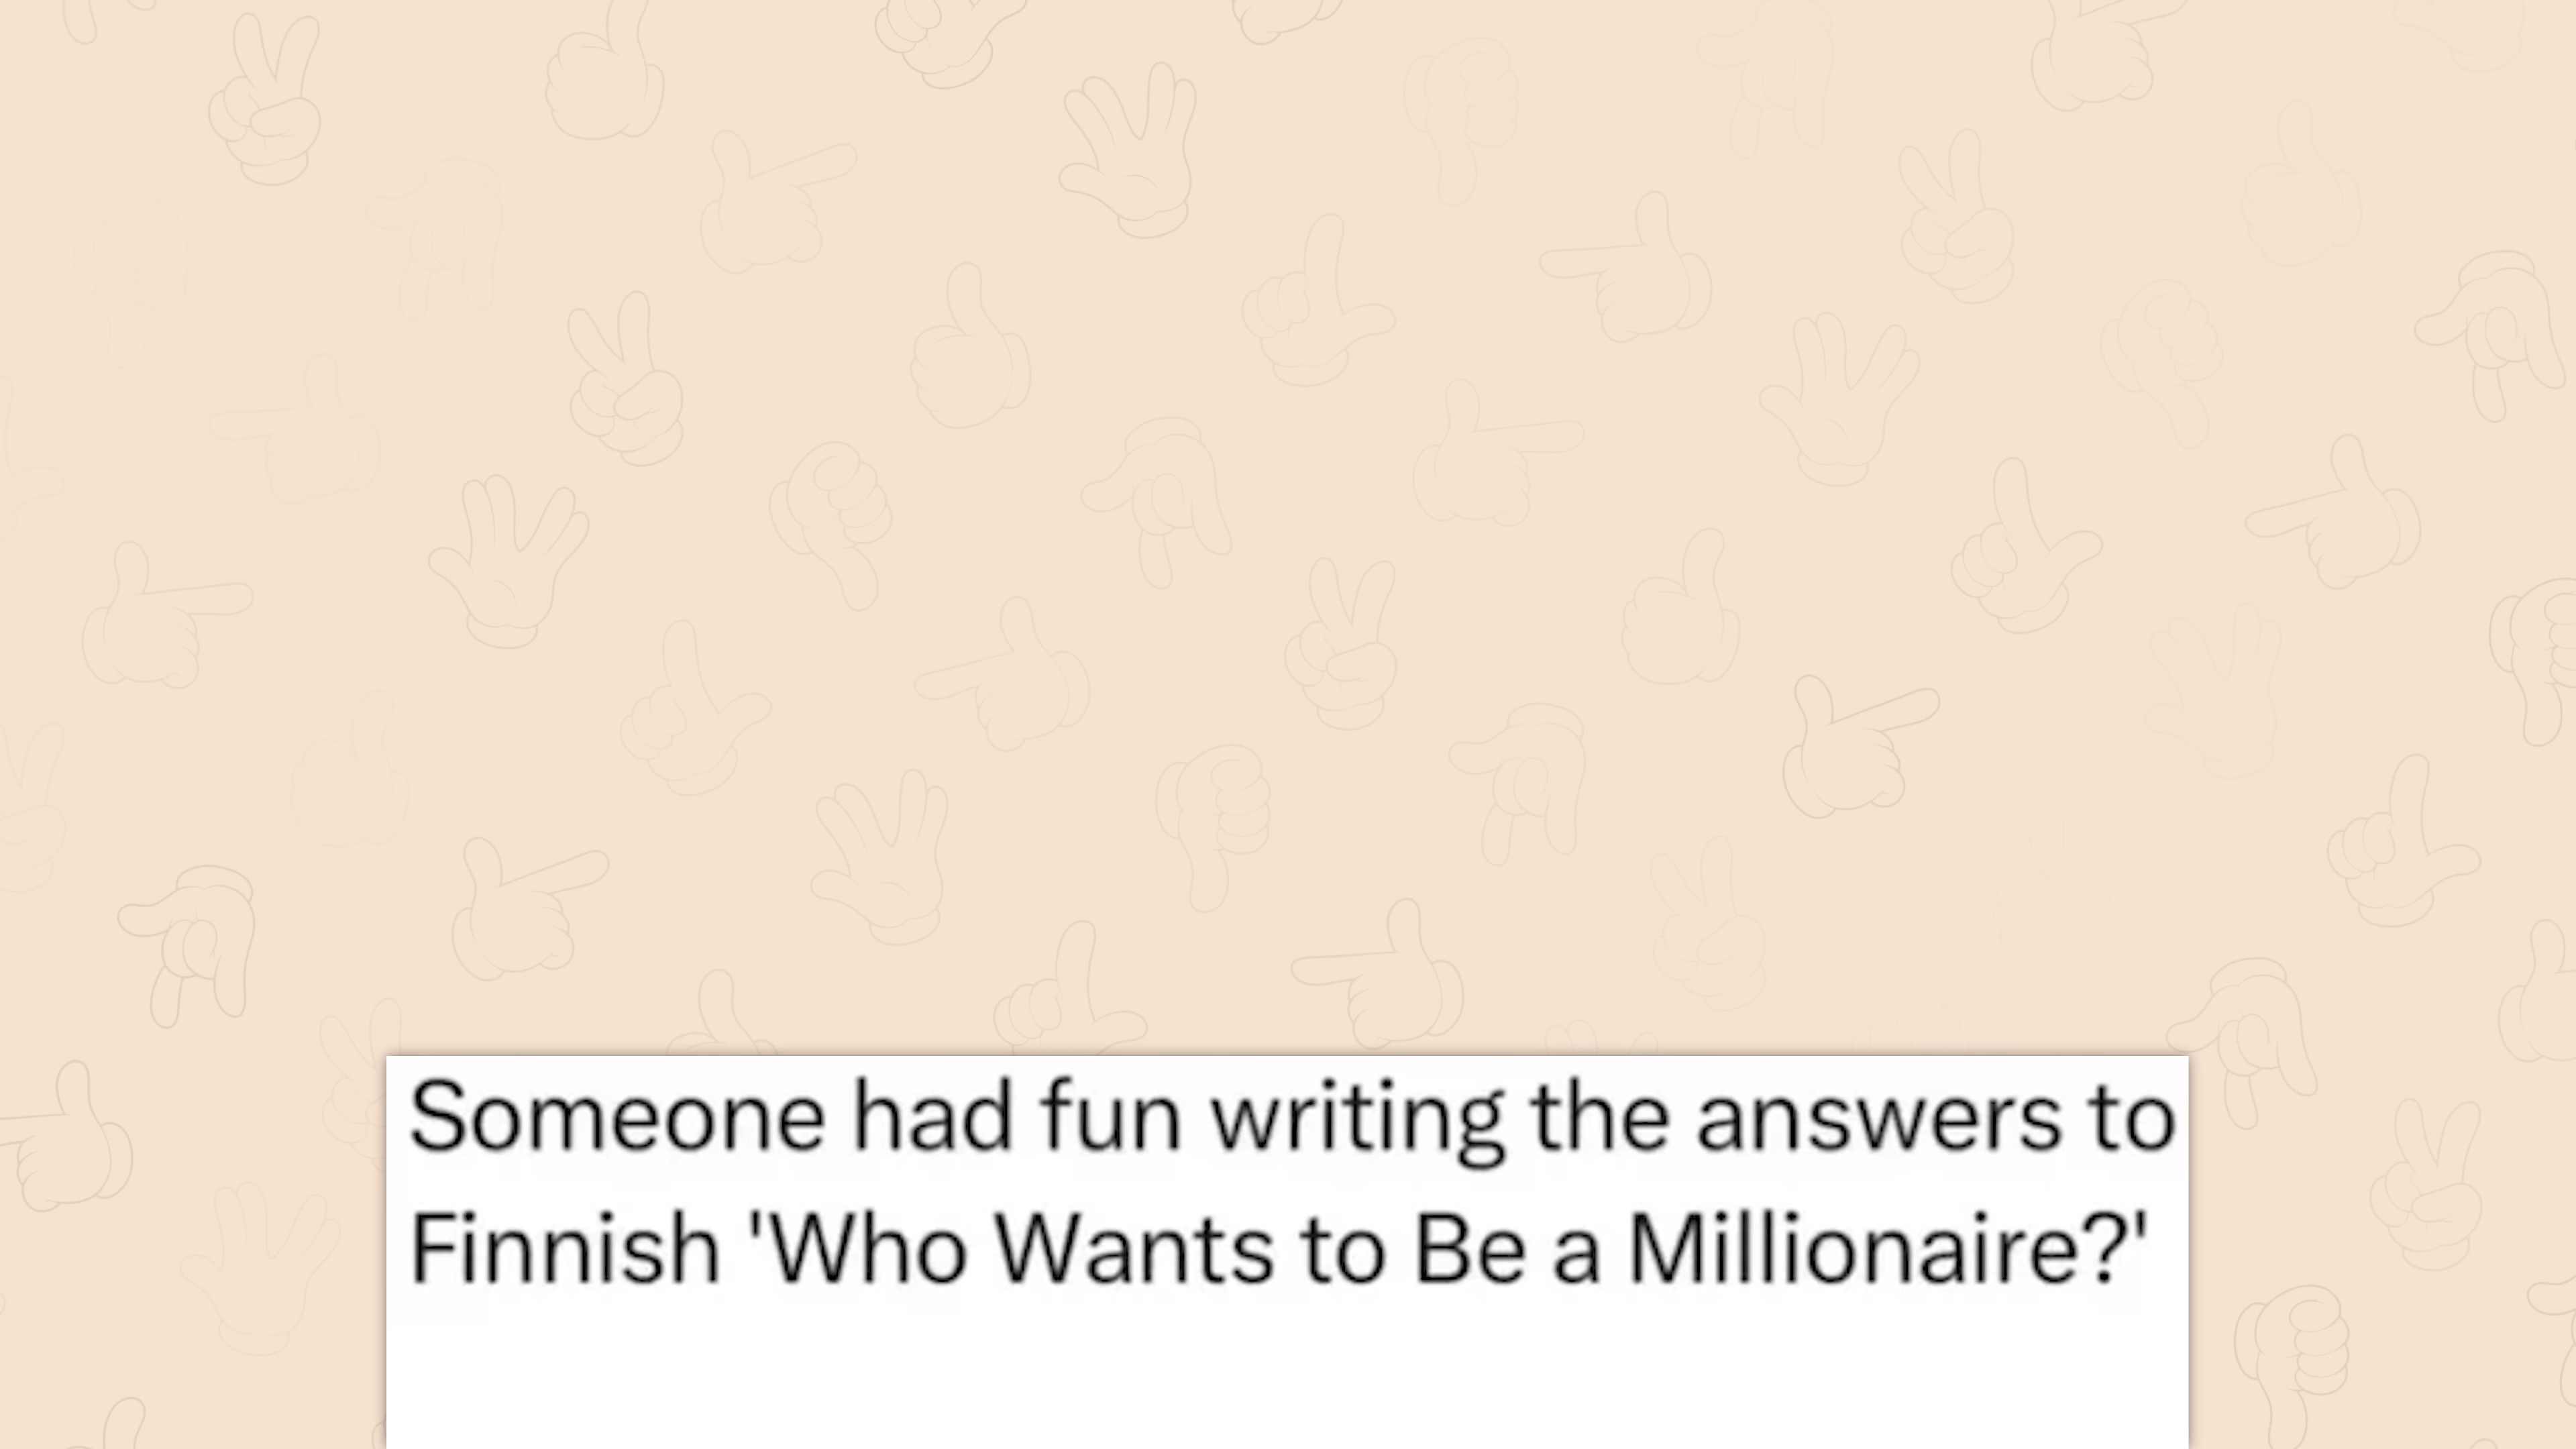 Someone had fun writing the answers to
Finnish 'Who Wants to Be a Millionaire?'